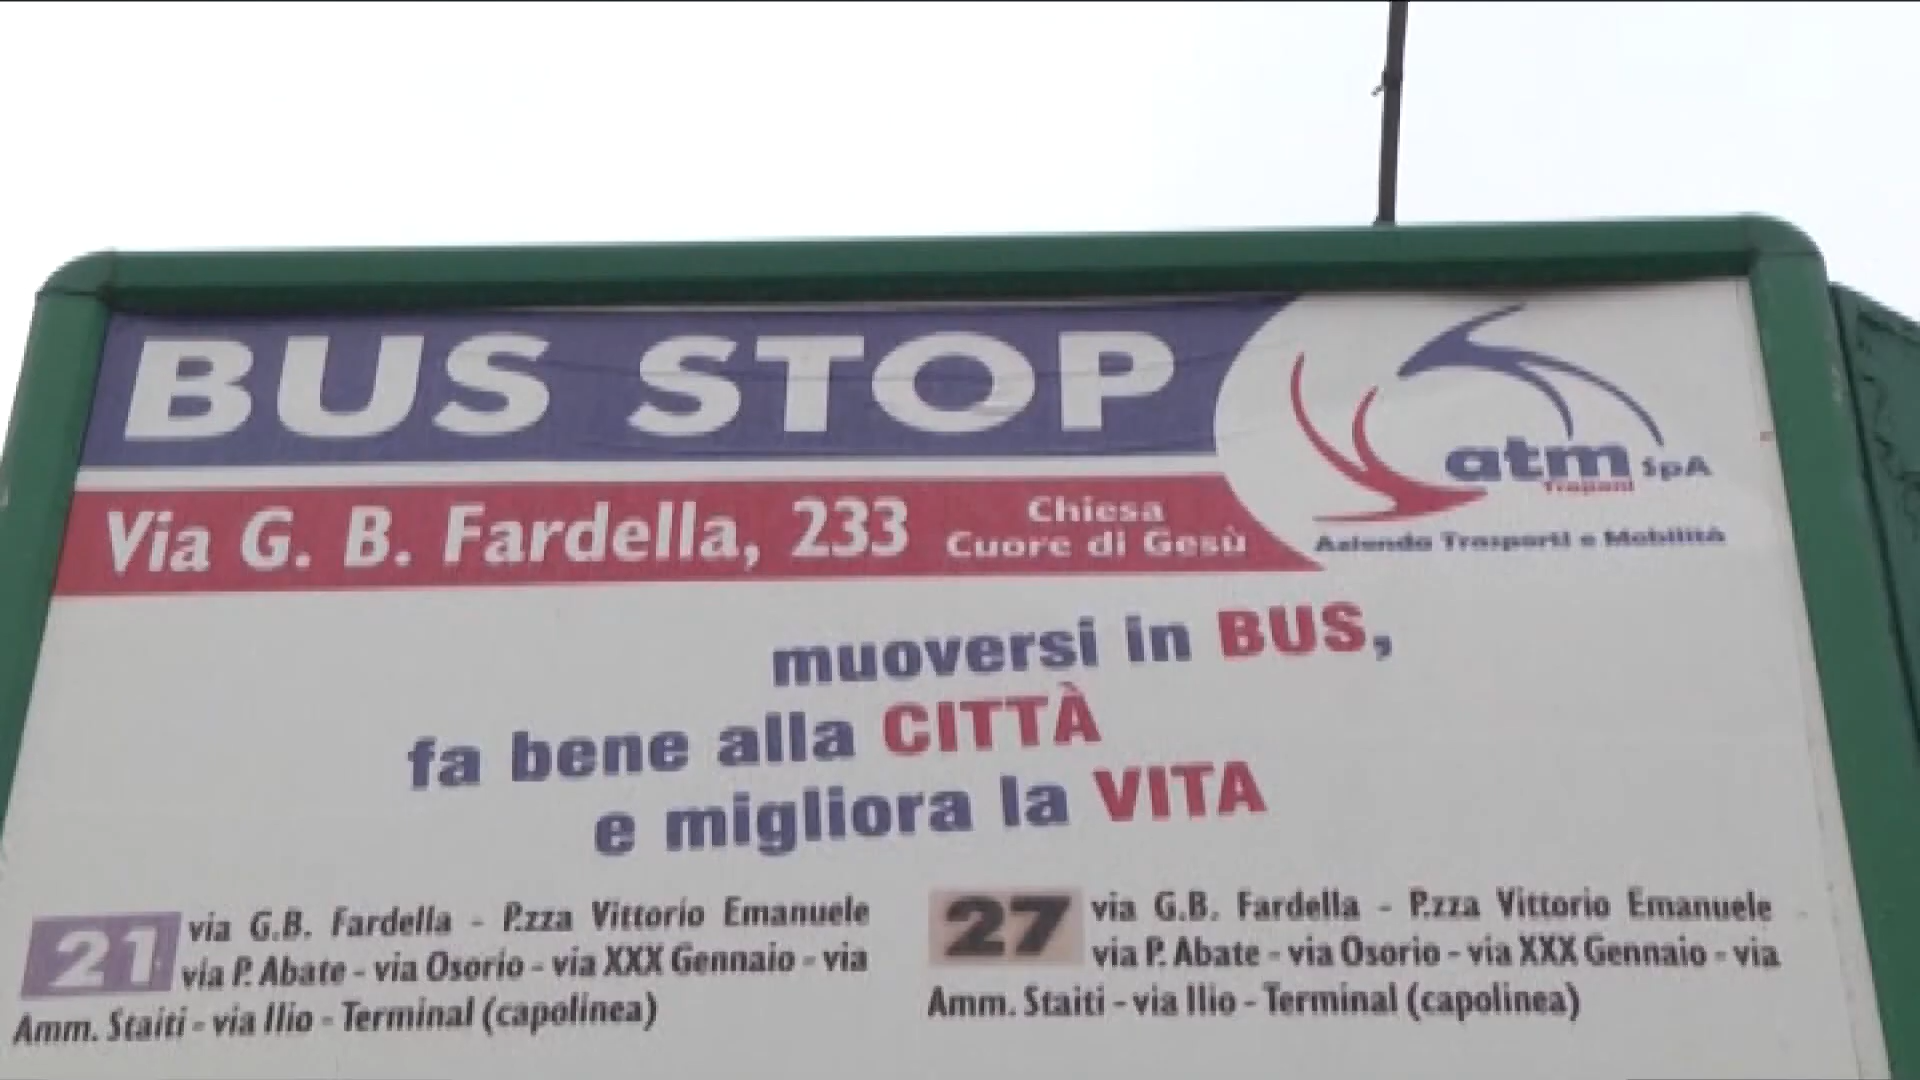 BUS STOP
atm SpA
Trapani
Azienda Trasporti e Mobilità
Via G. B. Fardella, 233
Chiesa
Cuore di Gesù
muoversi in BUS,
fa bene alla CITTÀ
e migliora la VITA
21 via G.B. Fardella - P.zza Vittorio Emanuele
via P. Abate - via Osorio - via XXX Gennaio - via
Amm. Staiti - via Ilio - Terminal (capolinea)
27 via G.B. Fardella - P.zza Vittorio Emanuele
via P. Abate - via Osorio - via XXX Gennaio - via
Amm. Staiti - via Ilio - Terminal (capolinea)